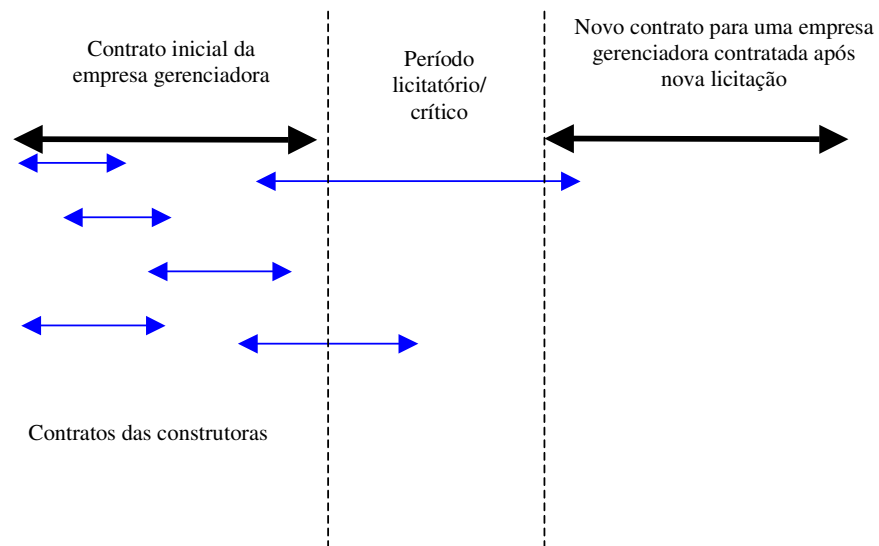 Contrato inicial da
empresa gerenciadora
Período
licitatório/
crítico
Novo contrato para uma empresa
gerenciadora contratada após
nova licitação
Contratos das construtoras